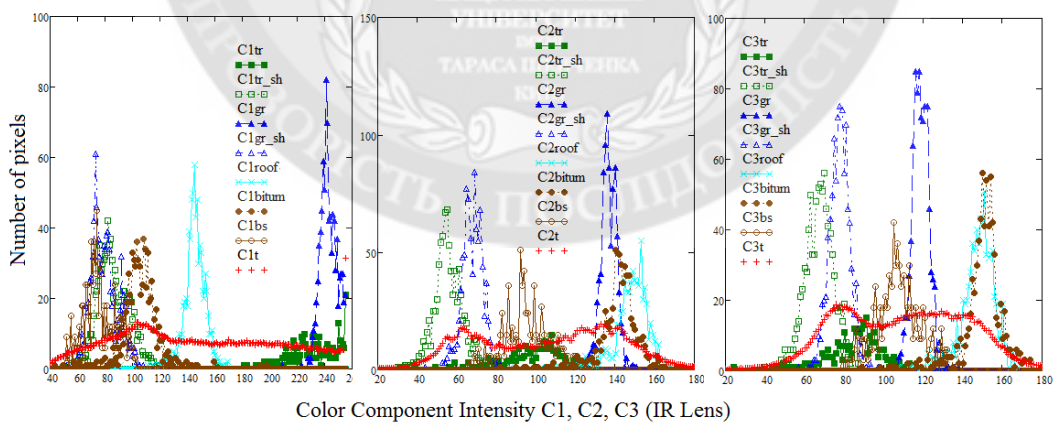 Number of pixels
100
80
60
40
20
0
C1tr
C1tr_sh
C1gr
C1gr_sh
C1roof
C1bitum
C1bs
C1t
40 60 80 100 120 140 160 180 200 220 240
150
100
50
0
УНІВЕРСИТЕТ
ТАРАСА
C2tr
C2tr_sh
C2gr
C2gr_sh
C2roof
C2bitum
C2bs
C2t
20 40 60 80 100 120 140 160 180
100
80
60
40
20
0
C3tr
C3tr_sh
C3gr
C3gr_sh
C3roof
C3bitum
C3bs
C3t
20 40 60 80 100 120 140 160 180
Color Component Intensity C1, C2, C3 (IR Lens)